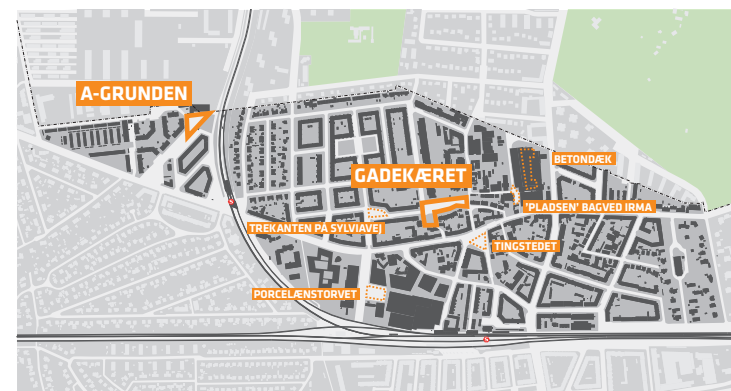 A-GRUNDEN
BETONDÆK
GADEKÆRET
'PLADSEN' BAGVED IRMA
TREKANTEN PÅ SYLVIAVEJ
TINGSTEDET
PORCELÆNSTORVET